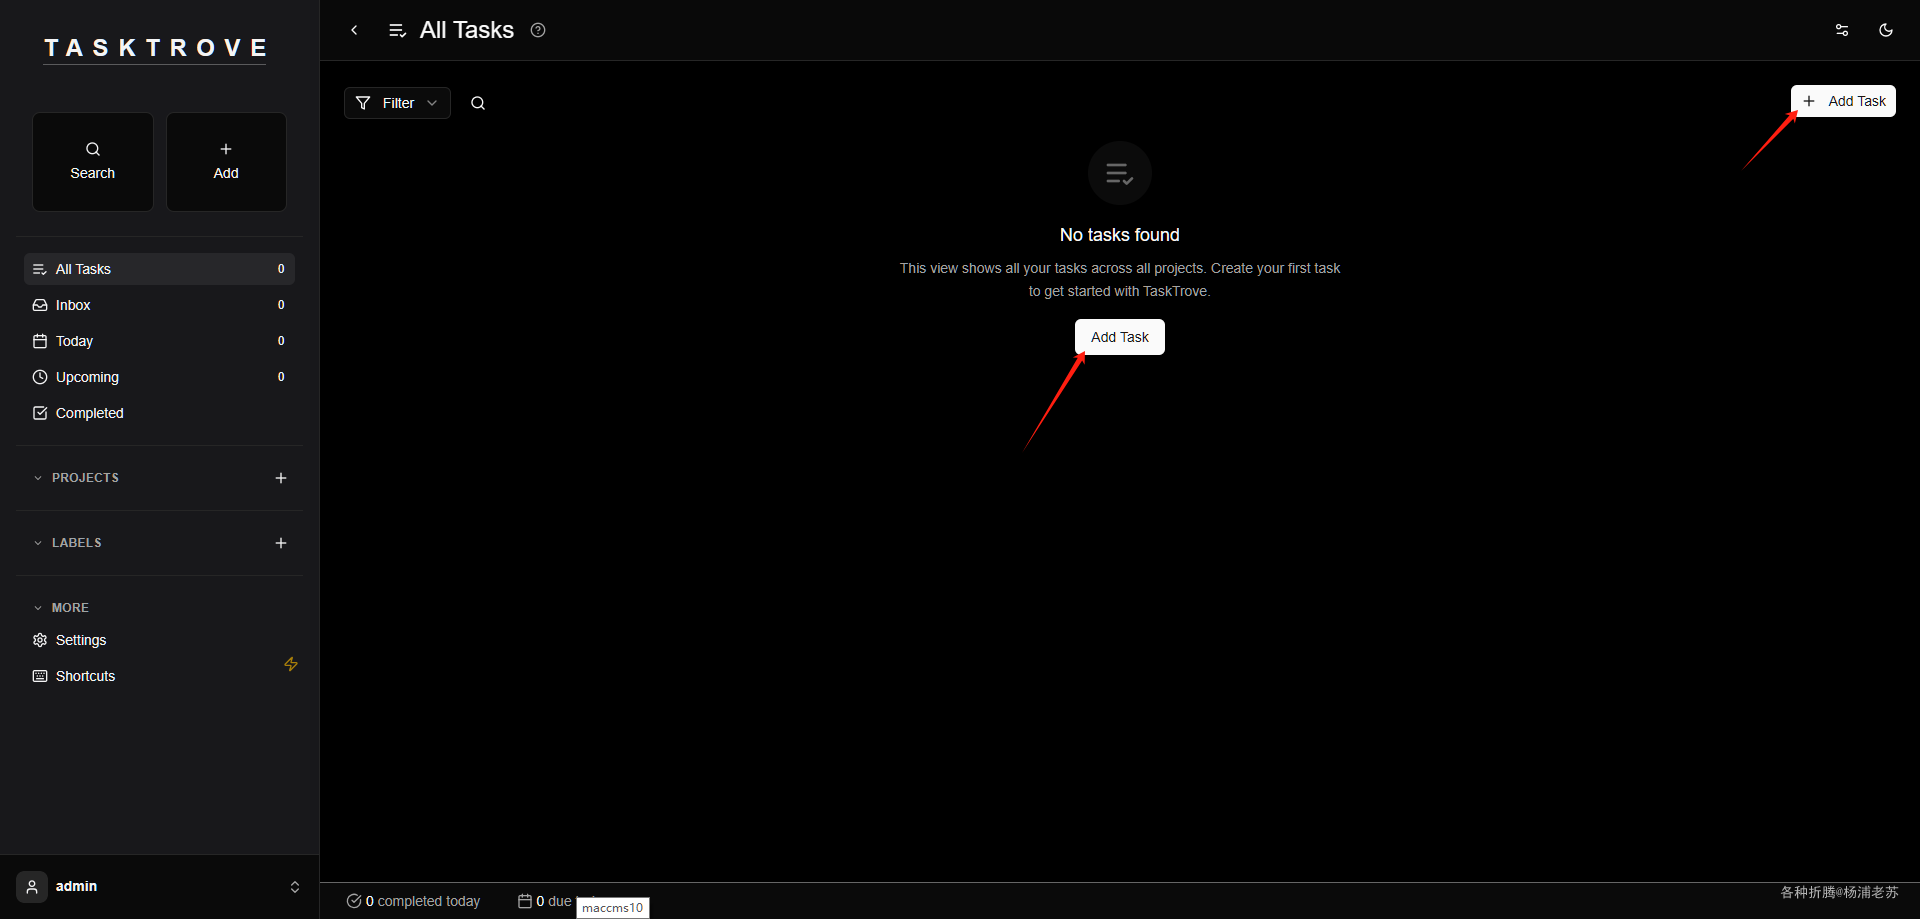 TASKTROVE
All Tasks
Search
Add
Filter
Add Task
All Tasks 0
Inbox 0
Today 0
Upcoming 0
Completed
PROJECTS
LABELS
MORE
Settings
Shortcuts
admin
No tasks found
This view shows all your tasks across all projects. Create your first task
to get started with TaskTrove.
Add Task
0 completed today
0 due
maccms10
各种折腾@杨浦老苏